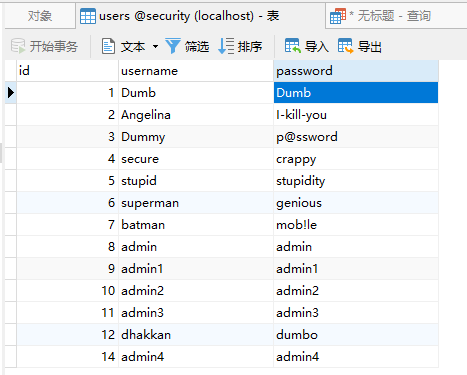 对象 users @security (localhost) - 表 * 无标题 - 查询
开始事务 文本 筛选 排序 导入 导出
id username password
1 Dumb Dumb
2 Angelina I-kill-you
3 Dummy p@ssword
4 secure crappy
5 stupid stupidity
6 superman genious
7 batman mob!le
8 admin admin
9 admin1 admin1
10 admin2 admin2
11 admin3 admin3
12 dhakkan dumbo
14 admin4 admin4